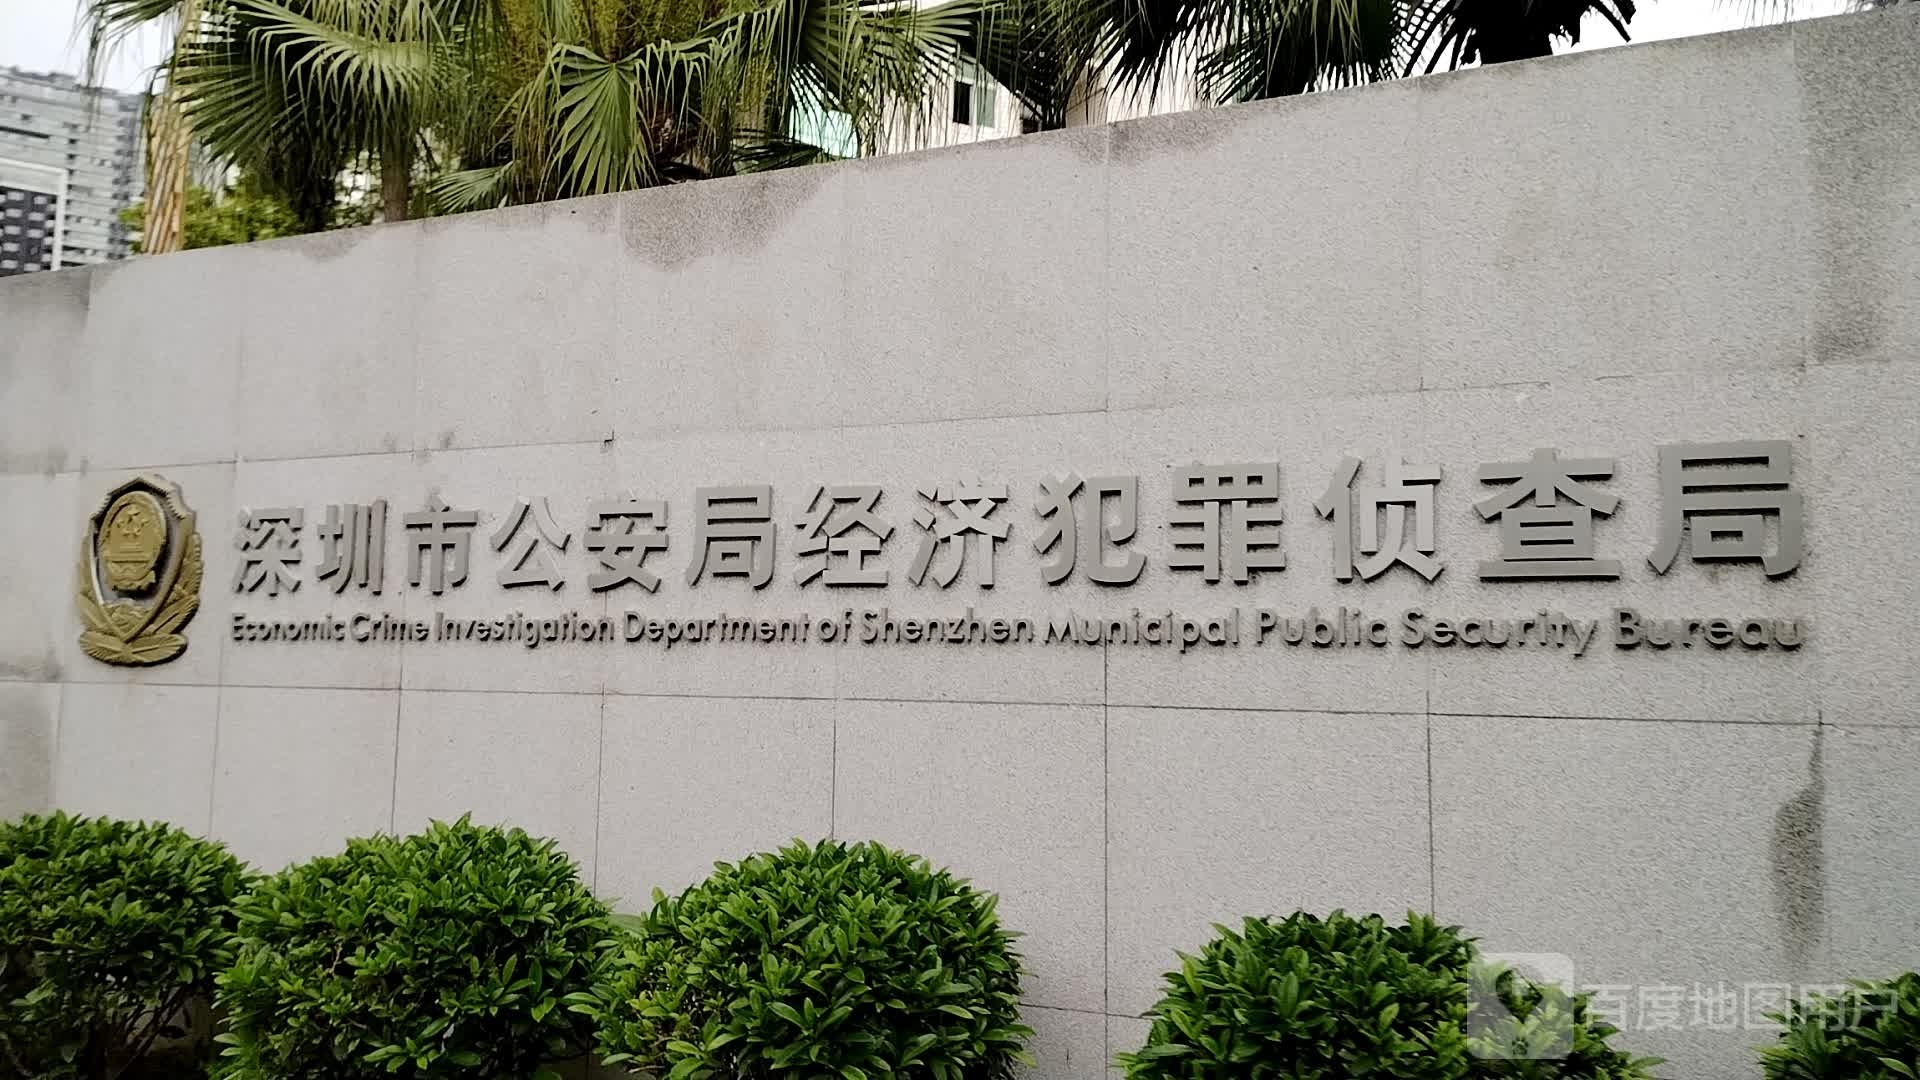 深圳市公安局经济犯罪侦查局
Economic Crime Investigation Department of Shenzhen Municipal Public Security Bureau
百度地图用户